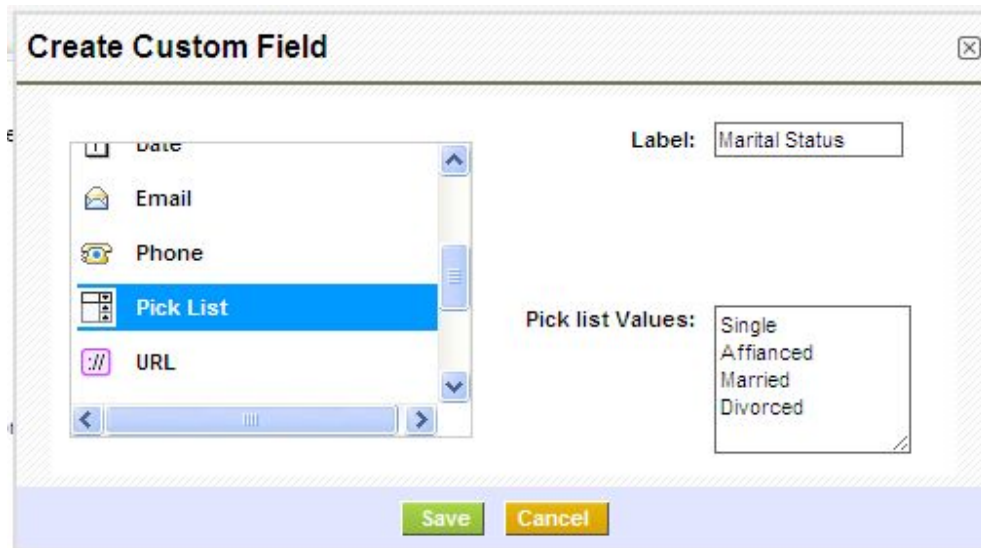 Create Custom Field
Date
Email
Phone
Pick List
:// URL
Label: Marital Status
Pick list Values: Single
Affianced
Married
Divorced
Save Cancel